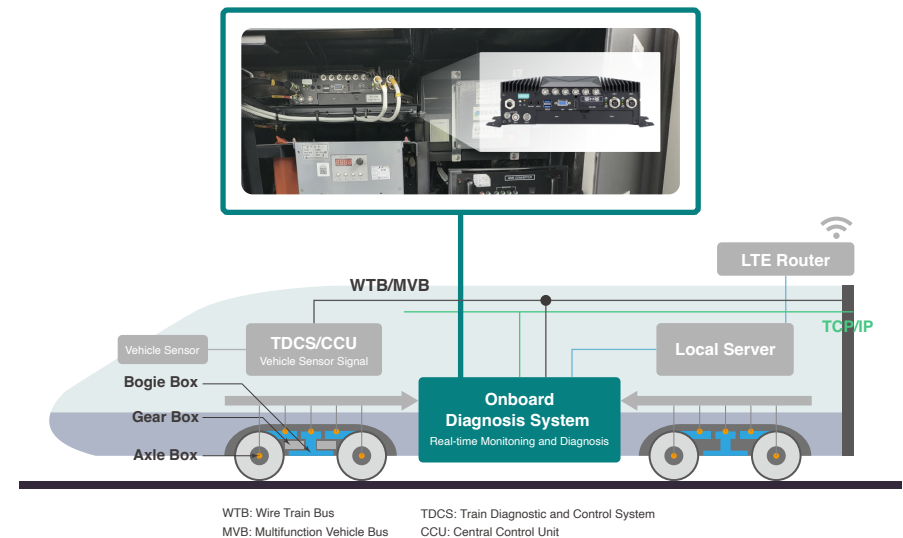 LTE Router
WTB/MVB
TCP/IP
Vehicle Sensor
TDCS/CCU
Vehicle Sensor Signal
Local Server
Bogie Box
Gear Box
Axle Box
Onboard
Diagnosis System
Real-time Monitoning and Diagnosis
WTB: Wire Train Bus
MVB: Multifunction Vehicle Bus
TDCS: Train Diagnostic and Control System
CCU: Central Control Unit